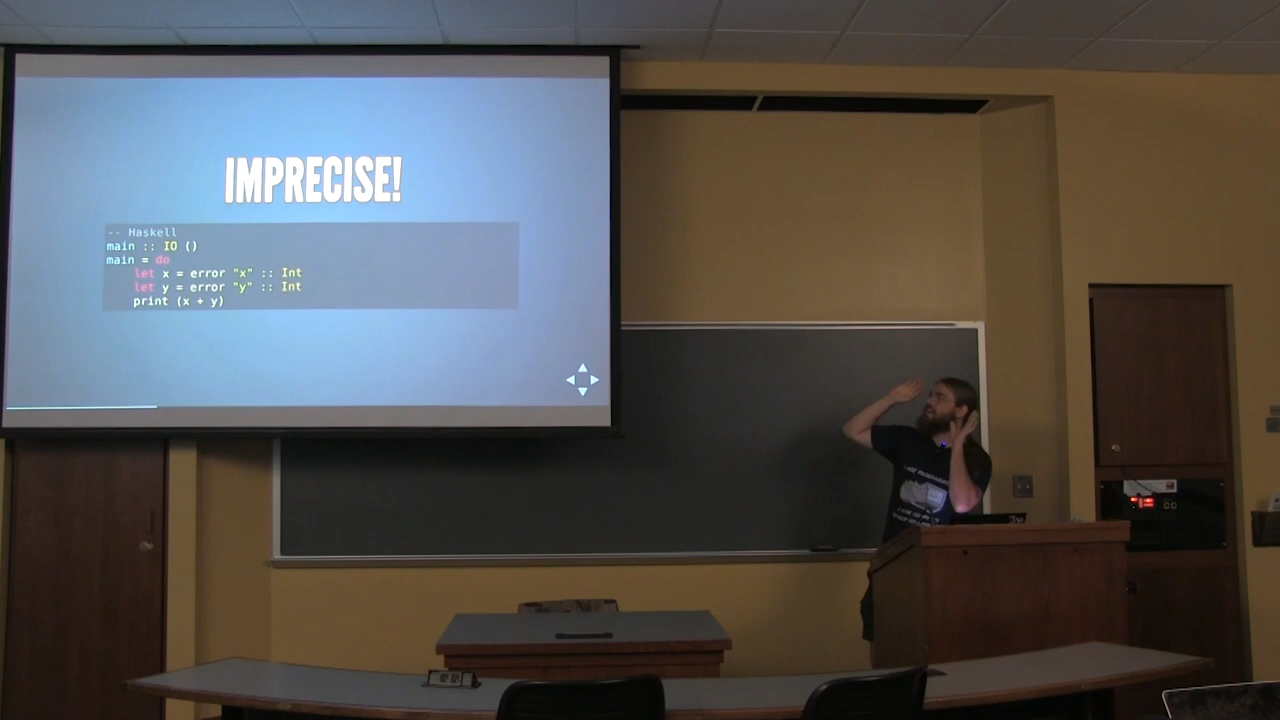 IMPRECISE!
-- Haskell
main :: IO ()
main = do
    let x = error "x" :: Int
    let y = error "y" :: Int
    print (x + y)